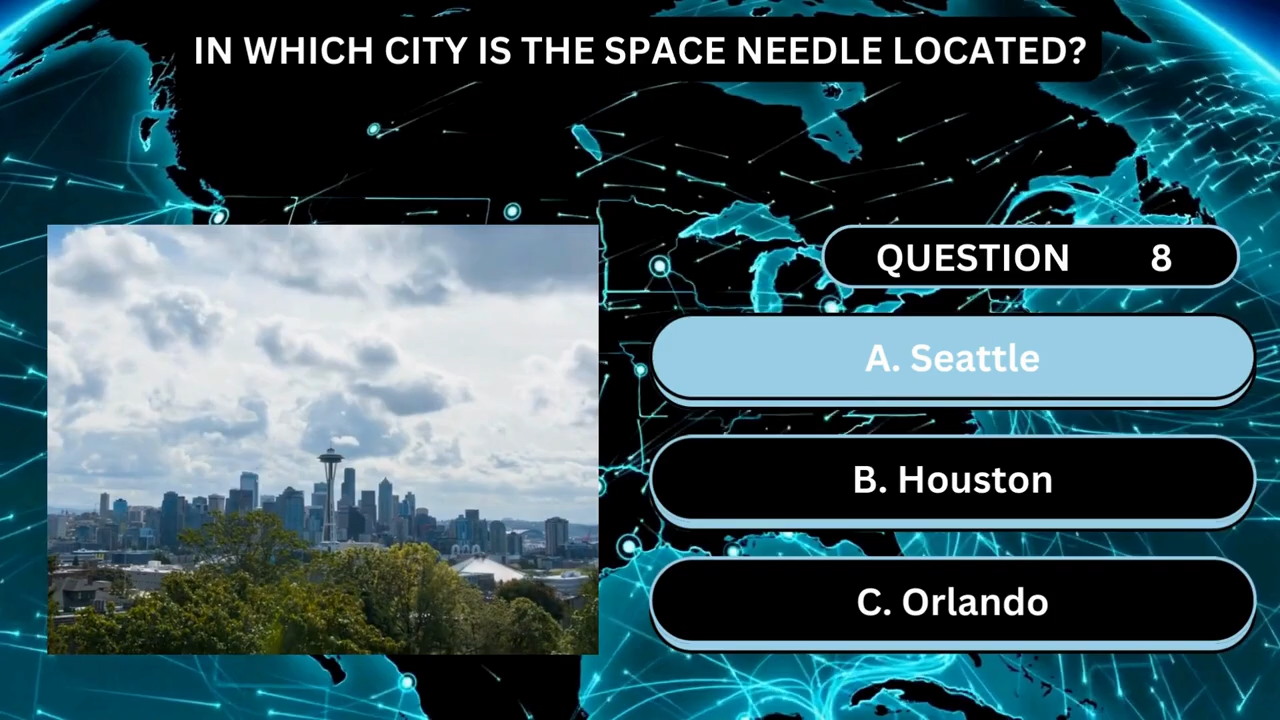 IN WHICH CITY IS THE SPACE NEEDLE LOCATED?
QUESTION 8
A. Seattle
B. Houston
C. Orlando